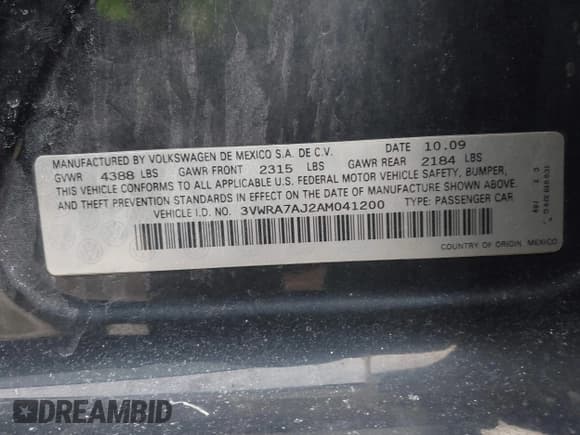 MANUFACTURED BY VOLKSWAGEN DE MEXICO S.A. DE C.V. DATE 10.09
GVWR 4388 LBS GAWR FRONT 2315 LBS GAWR REAR 2184 LBS
THIS VEHICLE CONFORMS TO ALL APPLICABLE U.S. FEDERAL MOTOR VEHICLE SAFETY, BUMPER,
AND THEFT PREVENTION STANDARDS IN EFFECT ON THE DATE OF MANUFACTURE SHOWN ABOVE.
VEHICLE I.D. NO. 3VWRA7AJ2AM041200 TYPE: PASSENGER CAR
COUNTRY OF ORIGIN MEXICO
DREAMBID